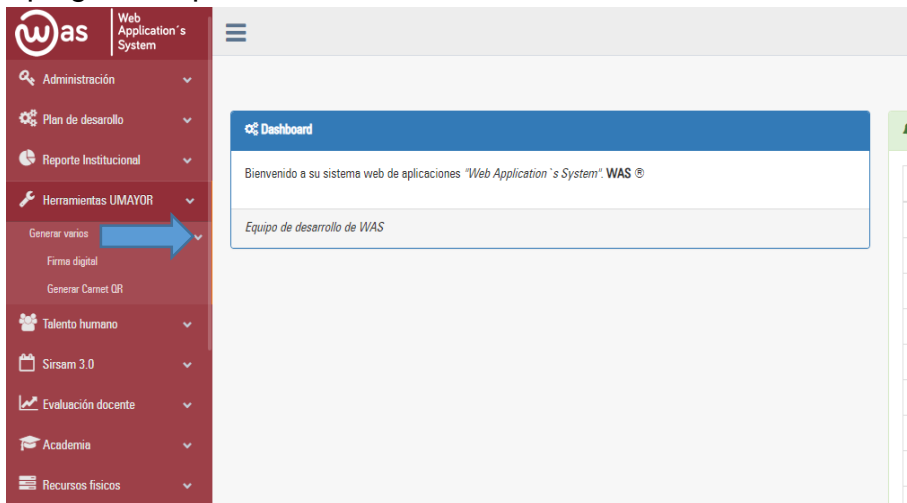 was
Web
Application´s
System
Administración
Plan de desarollo
Reporte Institucional
Herramientas UMAYOR
Generar varios
Firma digital
Generar Carnet QR
Talento humano
Sirsam 3.0
Evaluación docente
Academia
Recursos fisicos
Dashboard
Bienvenido a su sistema web de aplicaciones "Web Application´s System". WAS ®
Equipo de desarrollo de WAS